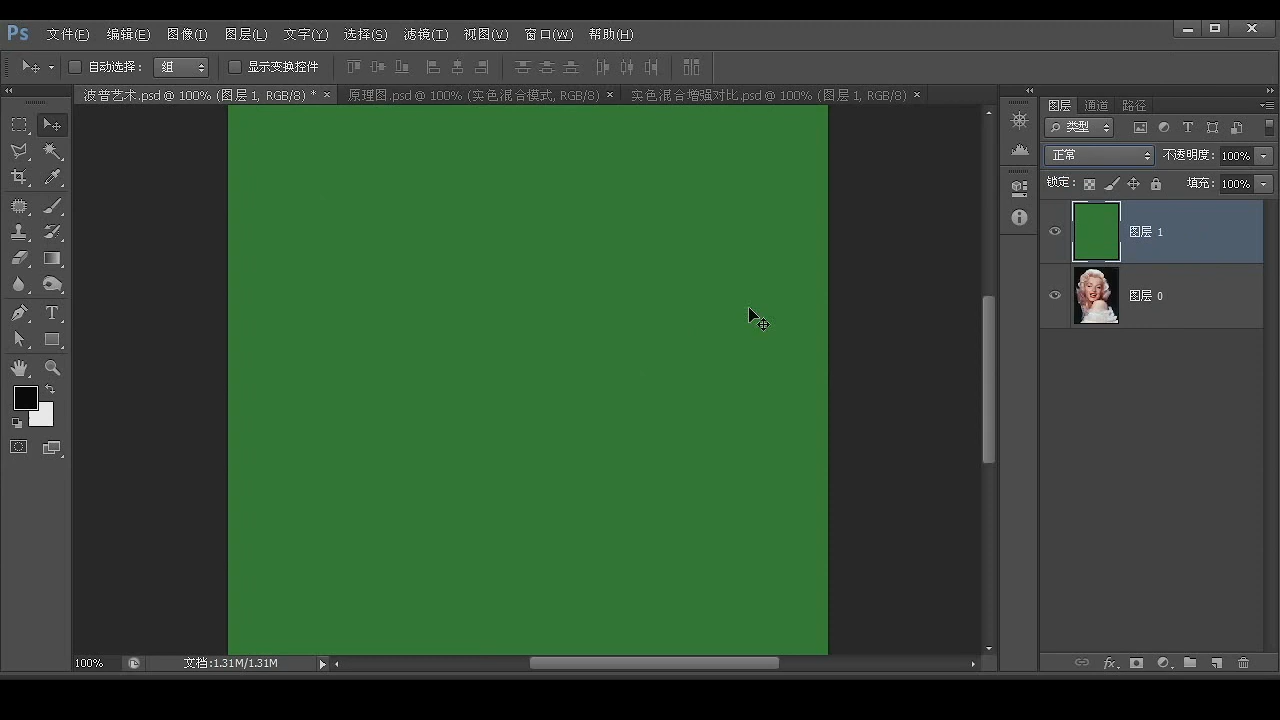 Ps 文件(F) 编辑(E) 图像(I) 图层(L) 文字(Y) 选择(S) 滤镜(T) 视图(V) 窗口(W) 帮助(H)
自动选择: 组 显示变换控件
波普艺术.psd @ 100% (图层 1, RGB/8) * × 原理图.psd @ 100% (实色混合模式, RGB/8) × 实色混合增强对比.psd @ 100% (图层 1, RGB/8) ×
图层 通道 路径
类型
正常 不透明度: 100%
锁定: 填充: 100%
图层 1
图层 0
100% 文档:1.31M/1.31M